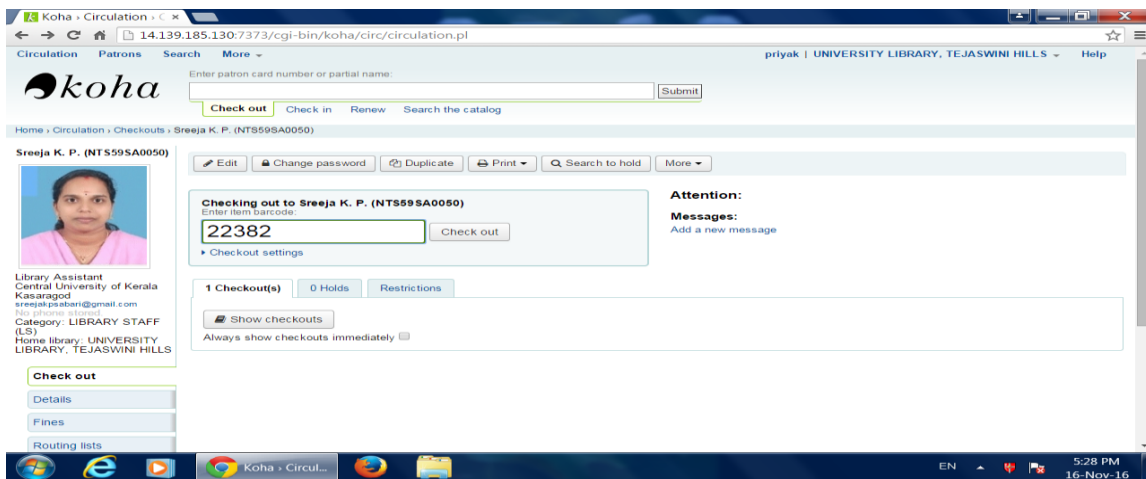 Koha › Circulation › C
14.139.185.130:7373/cgi-bin/koha/circ/circulation.pl
Circulation Patrons Search More
priyak | UNIVERSITY LIBRARY, TEJASWINI HILLS Help
koha
Enter patron card number or partial name:
Submit
Check out Check in Renew Search the catalog
Home › Circulation › Checkouts › Sreeja K. P. (NTS59SA0050)
Sreeja K. P. (NTS59SA0050)
Edit Change password Duplicate Print Search to hold More
Checking out to Sreeja K. P. (NTS59SA0050)
Enter item barcode:
22382 Check out
Checkout settings
Attention:
Messages:
Add a new message
Library Assistant
Central University of Kerala
Kasaragod
sreejakpsabari@gmail.com
No phone stored.
Category: LIBRARY STAFF
(LS)
Home library: UNIVERSITY
LIBRARY, TEJASWINI HILLS
1 Checkout(s) 0 Holds Restrictions
Show checkouts
Always show checkouts immediately
Check out
Details
Fines
Routing lists
Koha › Circul...
EN
5:28 PM
16-Nov-16